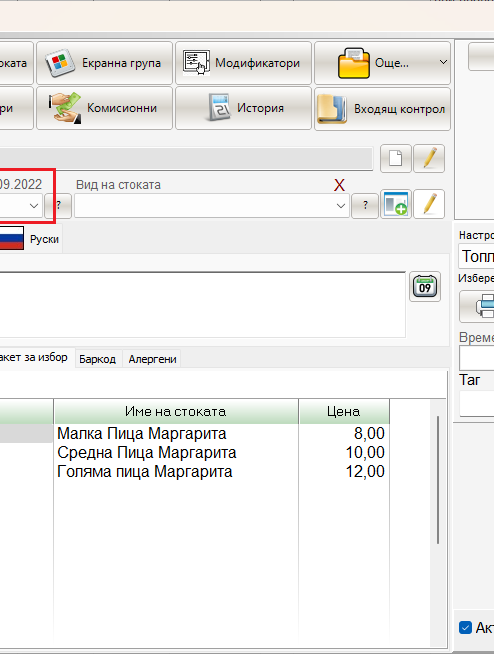 оката
Екранна група
Модификатори
Още...
ри
Комисионни
История
Входящ контрол
09.2022
Вид на стоката
X
?
?
Руски
Настро
Топл
Избере
09
Време
Таг
акет за избор
Баркод
Алергени
Име на стоката
Цена
Малка Пица Маргарита
8,00
Средна Пица Маргарита
10,00
Голяма пица Маргарита
12,00
Ак